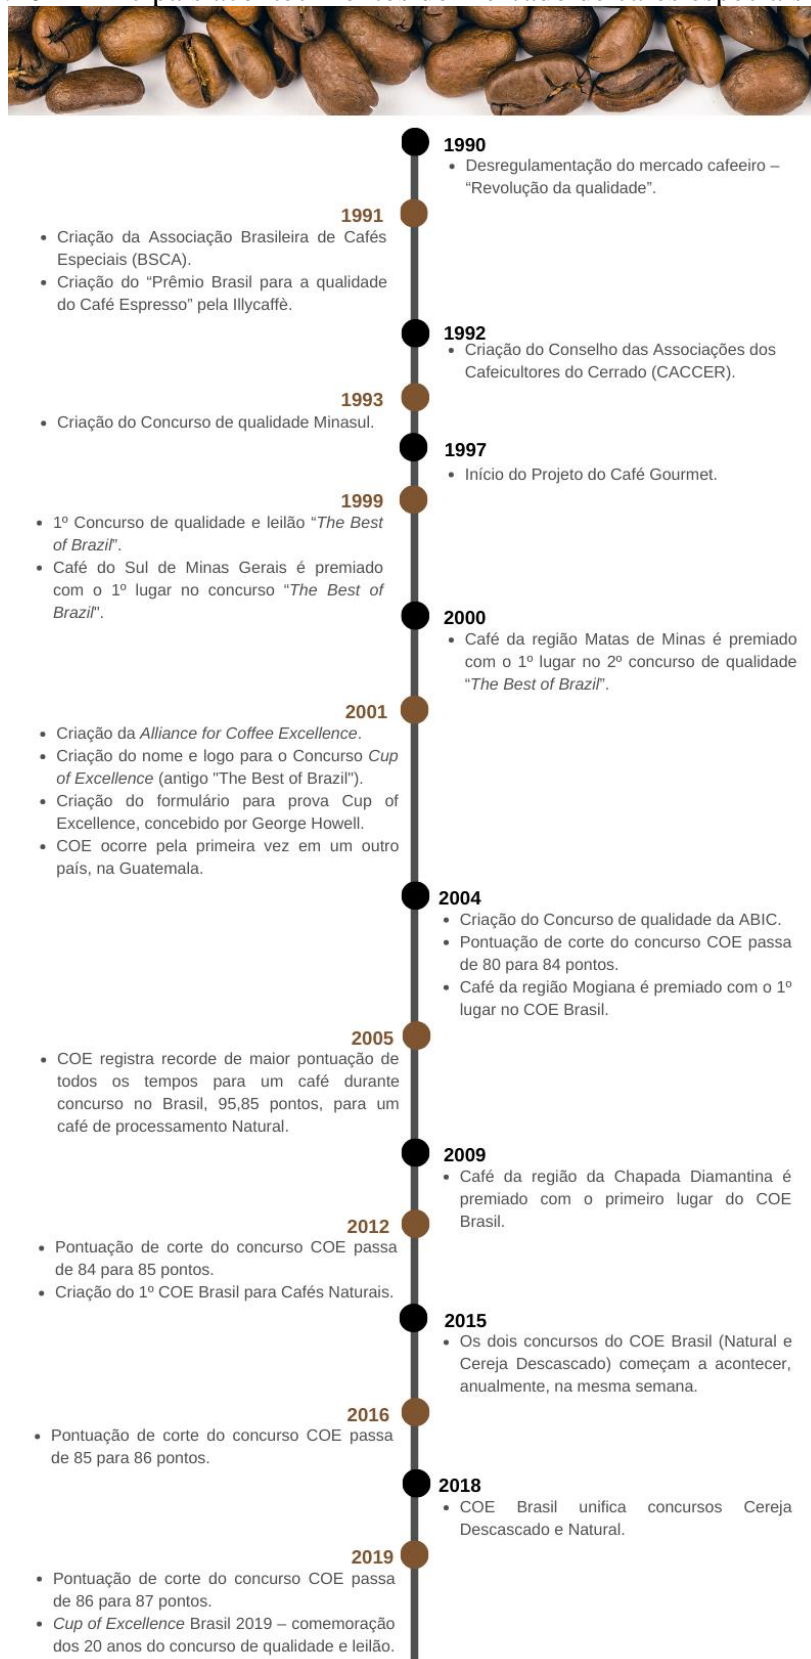 1990
• Desregulamentação do mercado cafeeiro –
“Revolução da qualidade”.
1991
• Criação da Associação Brasileira de Cafés
Especiais (BSCA).
• Criação do “Prêmio Brasil para a qualidade
do Café Espresso” pela Illycaffè.
1992
• Criação do Conselho das Associações dos
Cafeicultores do Cerrado (CACCER).
1993
• Criação do Concurso de qualidade Minasul.
1997
• Início do Projeto do Café Gourmet.
1999
• 1º Concurso de qualidade e leilão “The Best
of Brazil”.
• Café do Sul de Minas Gerais é premiado
com o 1º lugar no concurso “The Best of
Brazil”.
2000
• Café da região Matas de Minas é premiado
com o 1º lugar no 2º concurso de qualidade
“The Best of Brazil”.
2001
• Criação da Alliance for Coffee Excellence.
• Criação do nome e logo para o Concurso Cup
of Excellence (antigo "The Best of Brazil").
• Criação do formulário para prova Cup of
Excellence, concebido por George Howell.
• COE ocorre pela primeira vez em um outro
país, na Guatemala.
2004
• Criação do Concurso de qualidade da ABIC.
• Pontuação de corte do concurso COE passa
de 80 para 84 pontos.
• Café da região Mogiana é premiado com o 1º
lugar no COE Brasil.
2005
• COE registra recorde de maior pontuação de
todos os tempos para um café durante
concurso no Brasil, 95,85 pontos, para um
café de processamento Natural.
2009
• Café da região da Chapada Diamantina é
premiado com o primeiro lugar do COE
Brasil.
2012
• Pontuação de corte do concurso COE passa
de 84 para 85 pontos.
• Criação do 1º COE Brasil para Cafés Naturais.
2015
• Os dois concursos do COE Brasil (Natural e
Cereja Descascado) começam a acontecer,
anualmente, na mesma semana.
2016
• Pontuação de corte do concurso COE passa
de 85 para 86 pontos.
2018
• COE Brasil unifica concursos Cereja
Descascado e Natural.
2019
• Pontuação de corte do concurso COE passa
de 86 para 87 pontos.
• Cup of Excellence Brasil 2019 – comemoração
dos 20 anos do concurso de qualidade e leilão.